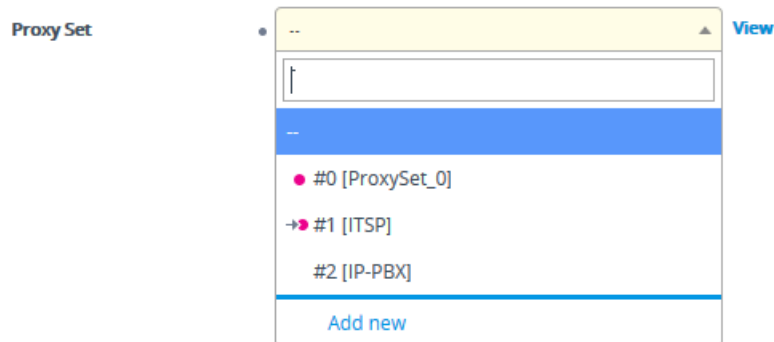 Proxy Set
--
View
--
#0 [ProxySet_0]
#1 [ITSP]
#2 [IP-PBX]
Add new